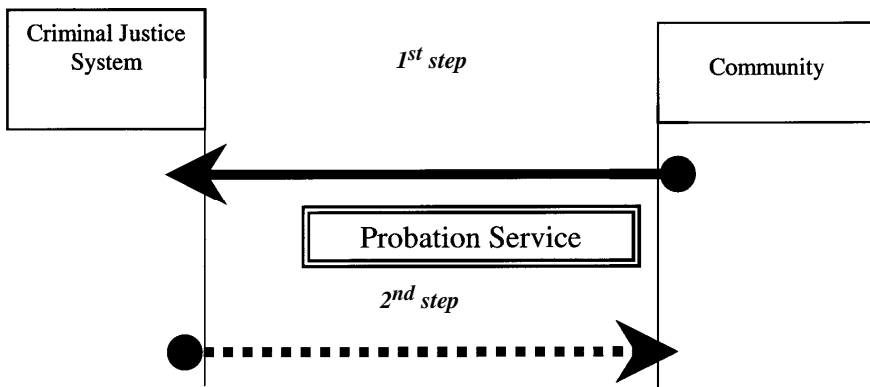 Criminal Justice
System
1st step
Community
Probation Service
2nd step